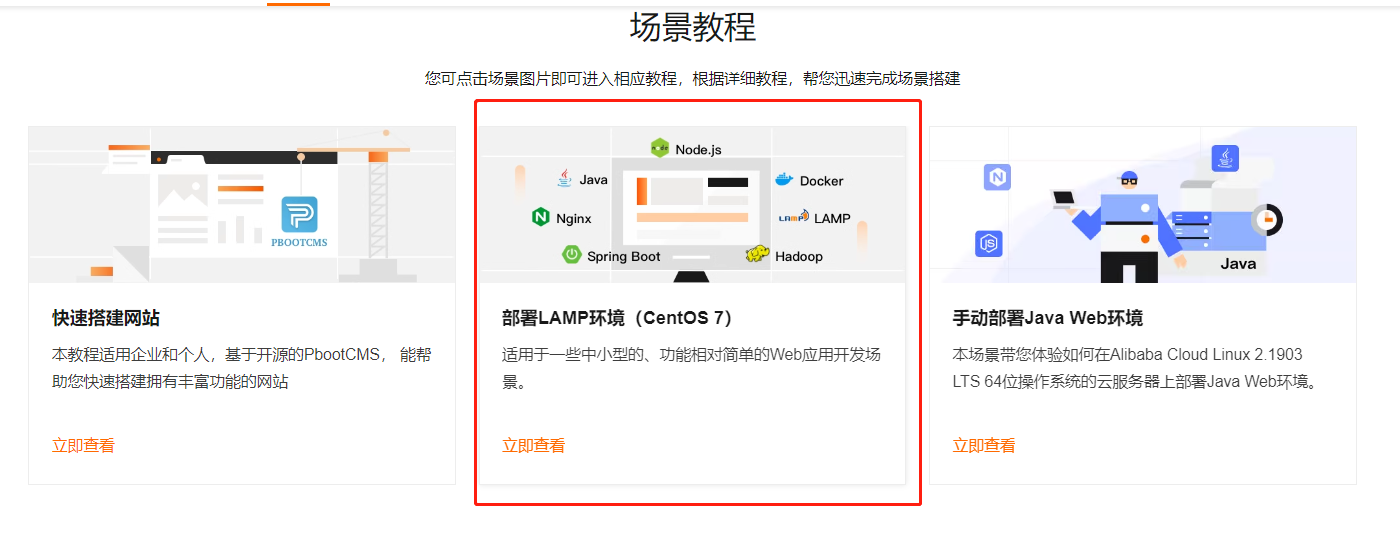 场景教程
您可点击场景图片即可进入相应教程，根据详细教程，帮您迅速完成场景搭建
PBOOTCMS
快速搭建网站
本教程适用企业和个人，基于开源的PbootCMS， 能帮
助您快速搭建拥有丰富功能的网站
立即查看
node
Node.js
Java
Docker
N
Nginx
LAMP
LAMP
Spring Boot
Hadoop
部署LAMP环境（CentOS 7）
适用于一些中小型的、功能相对简单的Web应用开发场
景。
立即查看
N
JS
Java
手动部署Java Web环境
本场景带您体验如何在Alibaba Cloud Linux 2.1903
LTS 64位操作系统的云服务器上部署Java Web环境。
立即查看